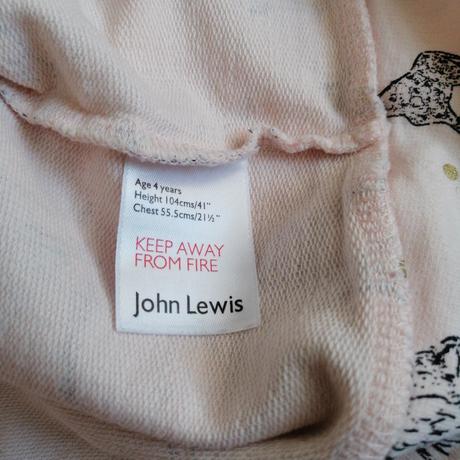 Age 4 years
Height 104cms/41"
Chest 55.5cms/21½"
KEEP AWAY
FROM FIRE
John Lewis